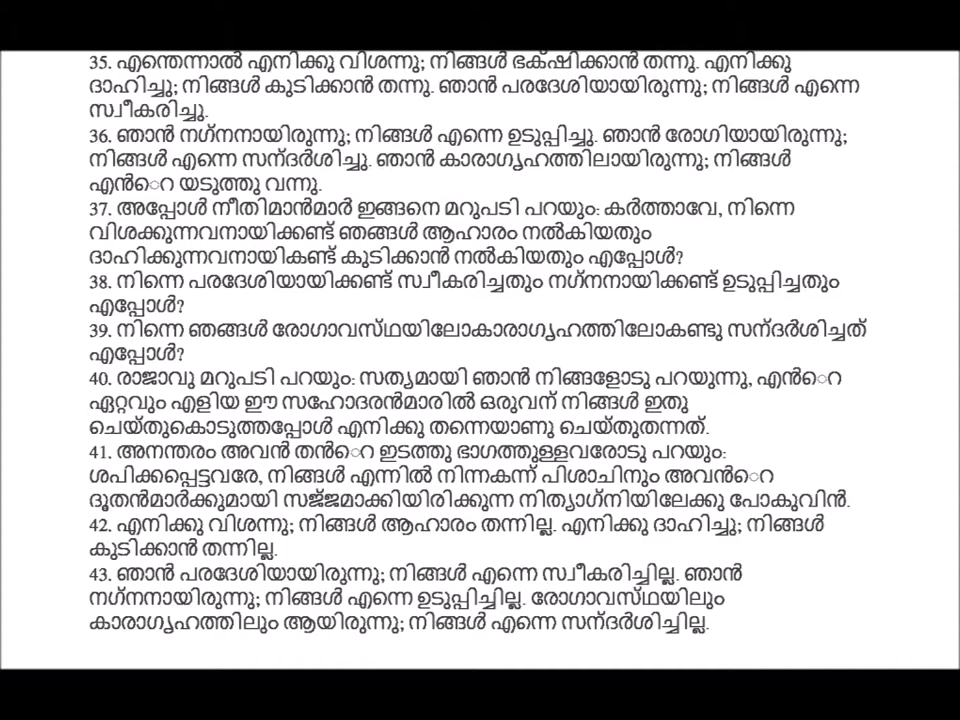 35. എന്തെന്നാൽ എനിക്കു വിശന്നു; നിങ്ങൾ ഭക്‌ഷിക്കാൻ തന്നു. എനിക്കു
ദാഹിച്ചു; നിങ്ങൾ കുടിക്കാൻ തന്നു. ഞാൻ പരദേശിയായിരുന്നു; നിങ്ങൾ എന്നെ
സ്വീകരിച്ചു.
36. ഞാൻ നഗ്‌നനായിരുന്നു; നിങ്ങൾ എന്നെ ഉടുപ്പിച്ചു. ഞാൻ രോഗിയായിരുന്നു;
നിങ്ങൾ എന്നെ സന്‌ദർശിച്ചു. ഞാൻ കാരാഗൃഹത്തിലായിരുന്നു; നിങ്ങൾ
എൻെറ യടുത്തു വന്നു.
37. അപ്പോൾ നീതിമാൻമാർ ഇങ്ങനെ മറുപടി പറയും: കർത്താവേ, നിന്നെ
വിശക്കുന്നവനായിക്കണ്ട് ഞങ്ങൾ ആഹാരം നൽകിയതും
ദാഹിക്കുന്നവനായികണ്ട് കുടിക്കാൻ നൽകിയതും എപ്പോൾ?
38. നിന്നെ പരദേശിയായിക്കണ്ട് സ്വീകരിച്ചതും നഗ്‌നനായിക്കണ്ട് ഉടുപ്പിച്ചതും
എപ്പോൾ?
39. നിന്നെ ഞങ്ങൾ രോഗാവസ്‌ഥയിലോകാരാഗൃഹത്തിലോകണ്ടു സന്‌ദർശിച്ചത്
എപ്പോൾ?
40. രാജാവു മറുപടി പറയും: സത്യമായി ഞാൻ നിങ്ങളോടു പറയുന്നു, എൻെറ
ഏറ്റവും എളിയ ഈ സഹോദരൻമാരിൽ ഒരുവന് നിങ്ങൾ ഇതു
ചെയ്തുകൊടുത്തപ്പോൾ എനിക്കു തന്നെയാണു ചെയ്തുതന്നത്.
41. അനന്തരം അവൻ തൻെറ ഇടത്തു ഭാഗത്തുള്ളവരോടു പറയും:
ശപിക്കപ്പെട്ടവരേ, നിങ്ങൾ എന്നിൽ നിന്നകന്ന് പിശാചിനും അവൻെറ
ദൂതൻമാർക്കുമായി സജ്‌ജമാക്കിയിരിക്കുന്ന നിത്യാഗ്‌നിയിലേക്കു പോകുവിൻ.
42. എനിക്കു വിശന്നു; നിങ്ങൾ ആഹാരം തന്നില്ല. എനിക്കു ദാഹിച്ചു; നിങ്ങൾ
കുടിക്കാൻ തന്നില്ല.
43. ഞാൻ പരദേശിയായിരുന്നു; നിങ്ങൾ എന്നെ സ്വീകരിച്ചില്ല. ഞാൻ
നഗ്‌നനായിരുന്നു; നിങ്ങൾ എന്നെ ഉടുപ്പിച്ചില്ല. രോഗാവസ്‌ഥയിലും
കാരാഗൃഹത്തിലും ആയിരുന്നു; നിങ്ങൾ എന്നെ സന്‌ദർശിച്ചില്ല.